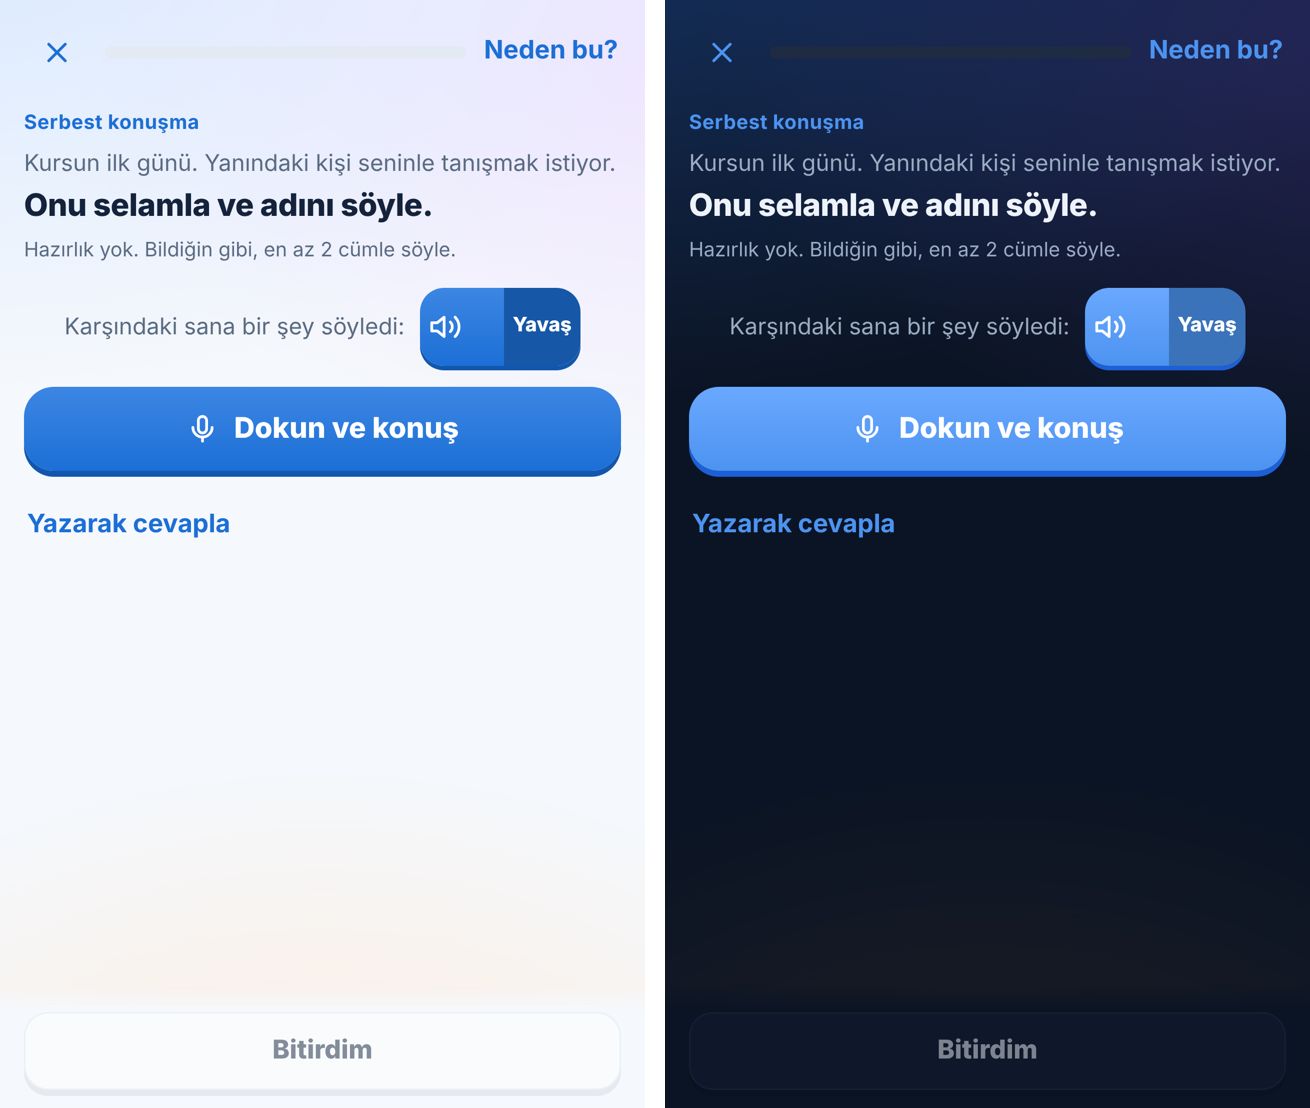 Neden bu?
Serbest konuşma
Kursun ilk günü. Yanındaki kişi seninle tanışmak istiyor.
Onu selamla ve adını söyle.
Hazırlık yok. Bildiğin gibi, en az 2 cümle söyle.
Karşındaki sana bir şey söyledi:
Yavaş
Dokun ve konuş
Yazarak cevapla
Bitirdim
Neden bu?
Serbest konuşma
Kursun ilk günü. Yanındaki kişi seninle tanışmak istiyor.
Onu selamla ve adını söyle.
Hazırlık yok. Bildiğin gibi, en az 2 cümle söyle.
Karşındaki sana bir şey söyledi:
Yavaş
Dokun ve konuş
Yazarak cevapla
Bitirdim